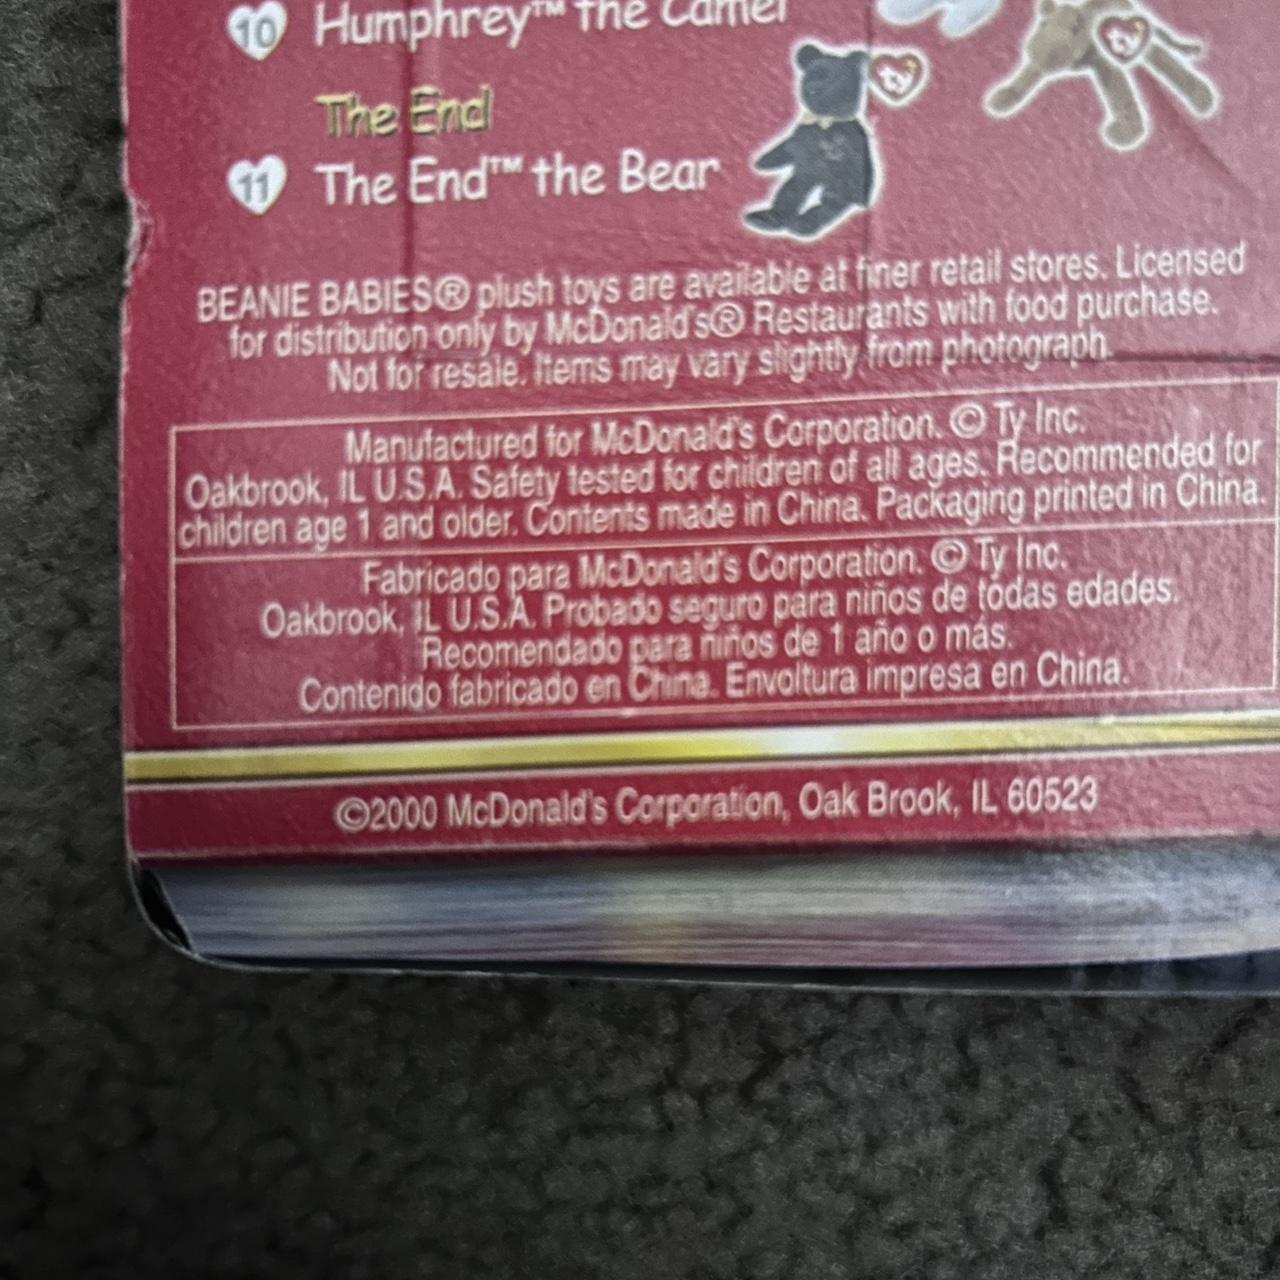 10 Humphrey™ the Camel
ty
ty
The End
11 The End™ the Bear
BEANIE BABIES® plush toys are available at finer retail stores. Licensed
for distribution only by McDonald's® Restaurants with food purchase.
Not for resale. Items may vary slightly from photograph.
Manufactured for McDonald's Corporation. © Ty Inc.
Oakbrook, IL U.S.A. Safety tested for children of all ages. Recommended for
children age 1 and older. Contents made in China. Packaging printed in China.
Fabricado para McDonald's Corporation. © Ty Inc.
Oakbrook, IL U.S.A. Probado seguro para niños de todas edades.
Recomendado para niños de 1 año o más.
Contenido fabricado en China. Envoltura impresa en China.
©2000 McDonald's Corporation, Oak Brook, IL 60523